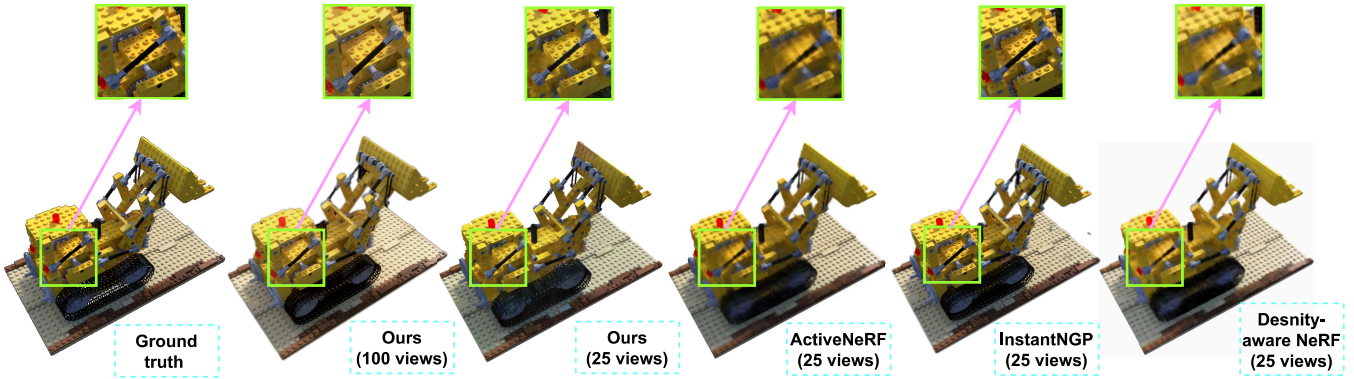 Ground
truth
Ours
(100 views)
Ours
(25 views)
ActiveNeRF
(25 views)
InstantNGP
(25 views)
Desnity-
aware NeRF
(25 views)